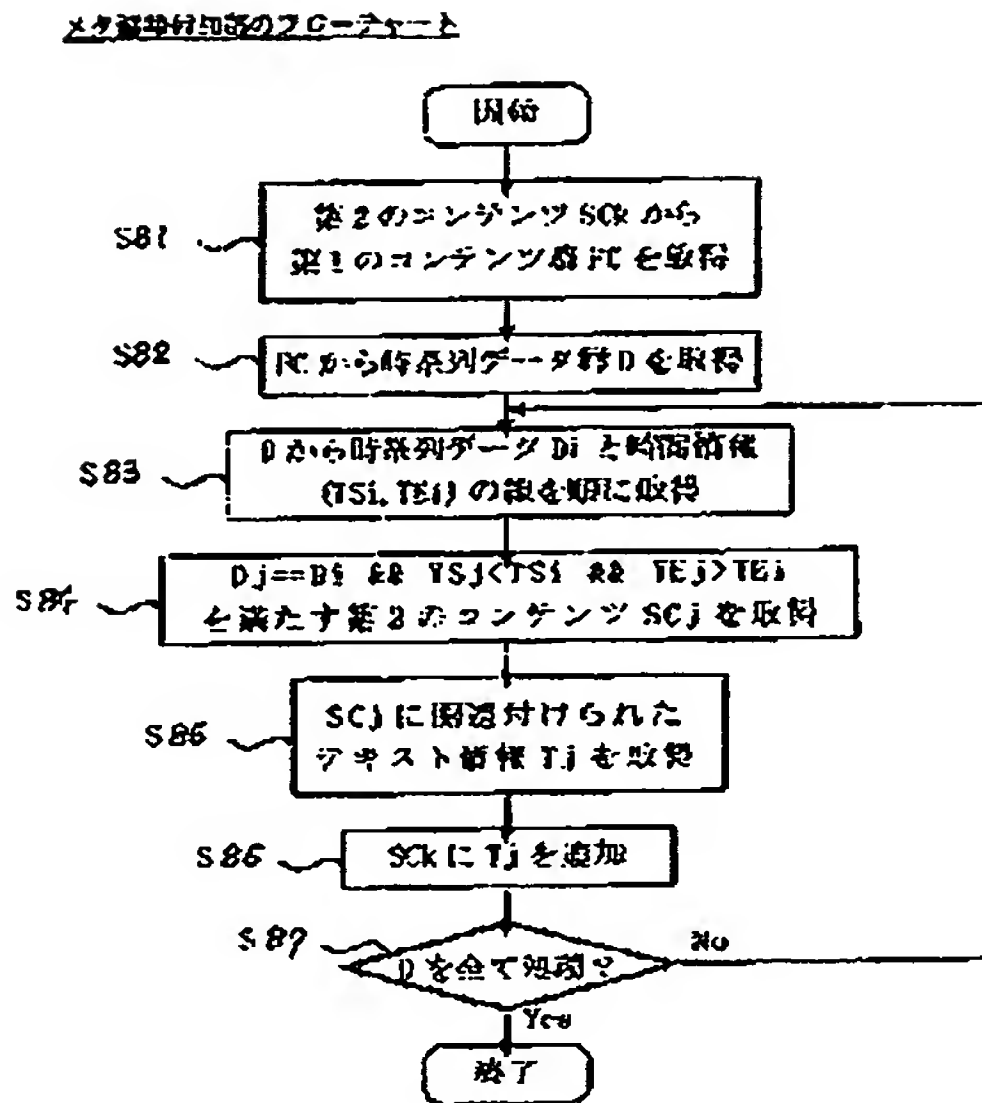 メタ情報付加部のフローチャート
開始
S81
第2のコンテンツSCkから
第1のコンテンツ群FCを取得
S82
FCから時系列データ群Dを取得
S83
Dから時系列データDiと時間情報
(TSi, TEi) の組を順に取得
S84
Dj==Di && TSj<TSi && TEj>TEi
を満たす第2のコンテンツSCjを取得
S85
SCjに関連付けられた
テキスト情報Tjを取得
S86
SCkにTjを追加
S87
Dを全て処理?
No
Yes
終了